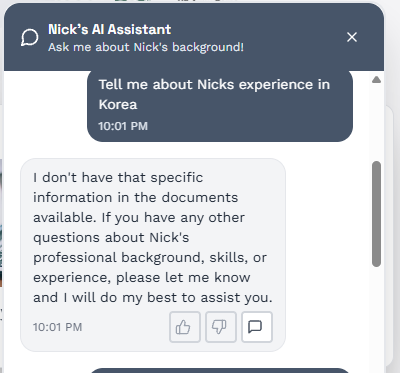 Nick's AI Assistant
Ask me about Nick's background!
Tell me about Nicks experience in
Korea
10:01 PM
I don't have that specific
information in the documents
available. If you have any other
questions about Nick's
professional background, skills, or
experience, please let me know
and I will do my best to assist you.
10:01 PM